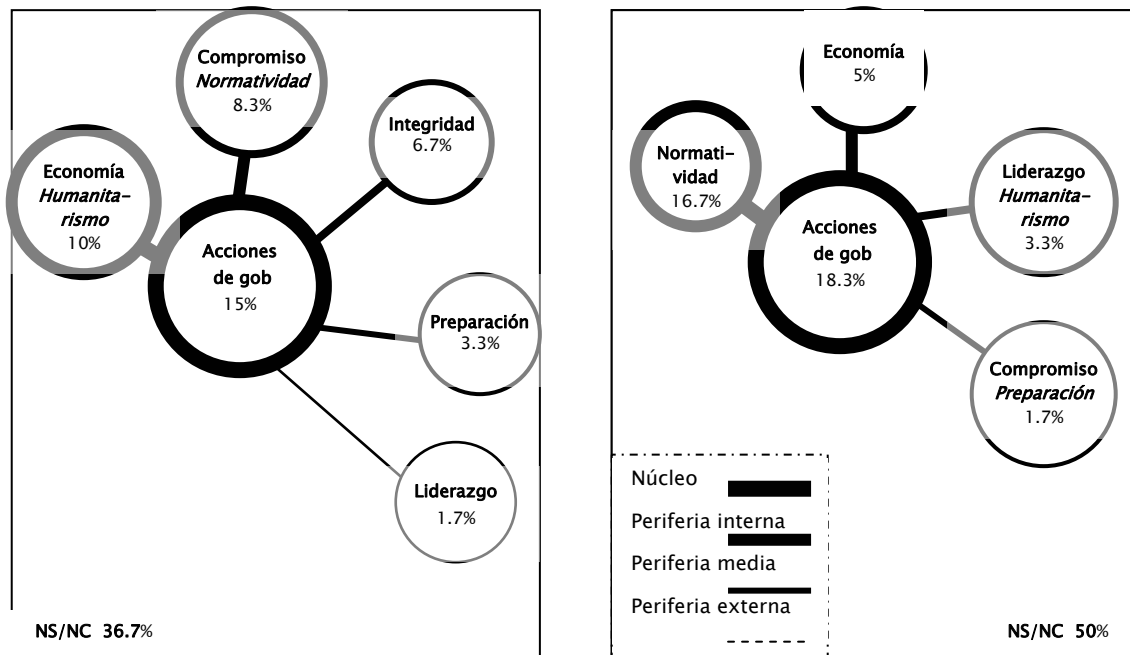 Compromiso
Normatividad
8.3%
Integridad
6.7%
Economía
Humanita-
rismo
10%
Acciones
de gob
15%
Preparación
3.3%
Liderazgo
1.7%
NS/NC 36.7%
Economía
5%
Normati-
vidad
16.7%
Liderazgo
Humanita-
rismo
3.3%
Acciones
de gob
18.3%
Compromiso
Preparación
1.7%
Núcleo
Periferia interna
Periferia media
Periferia externa
NS/NC 50%